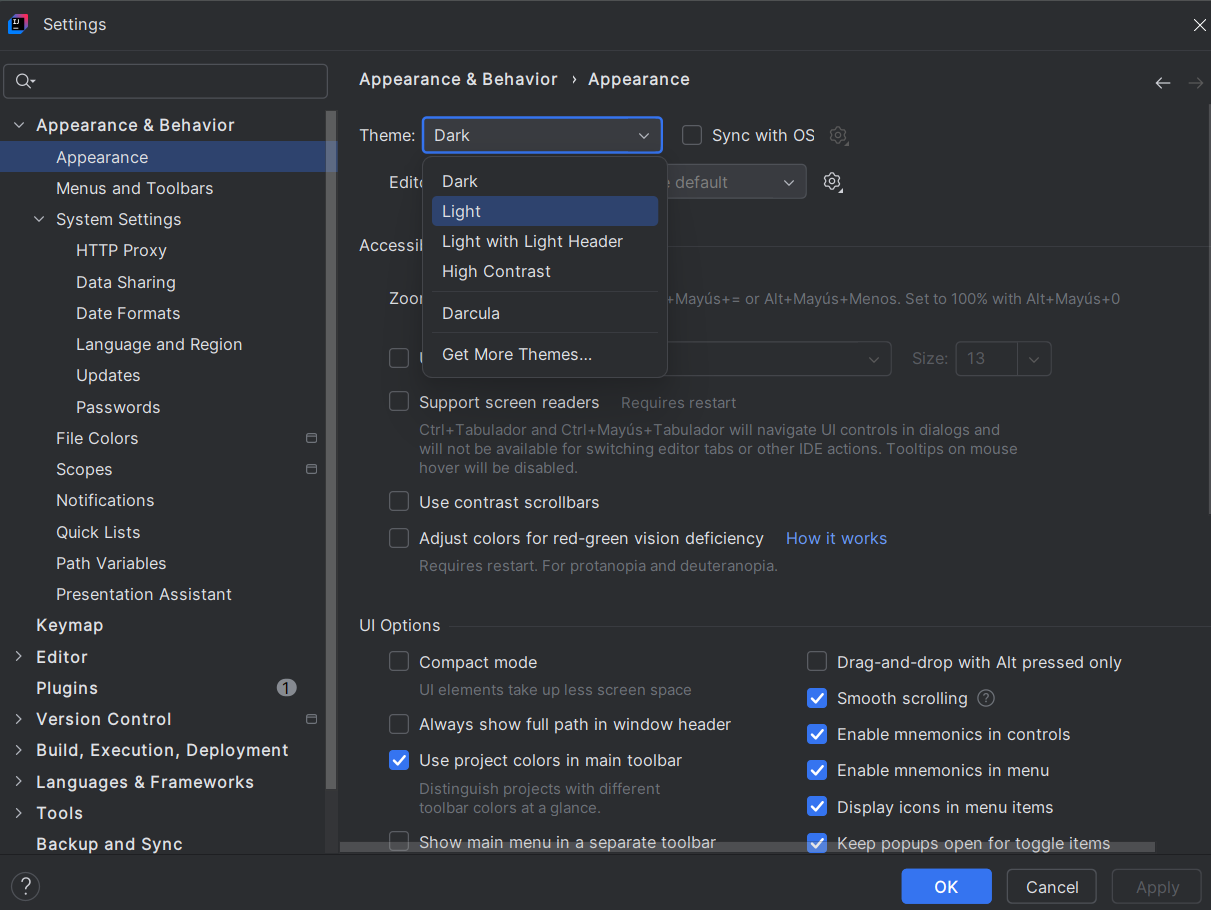 Settings
Appearance & Behavior › Appearance
Appearance & Behavior
Appearance
Menus and Toolbars
System Settings
HTTP Proxy
Data Sharing
Date Formats
Language and Region
Updates
Passwords
File Colors
Scopes
Notifications
Quick Lists
Path Variables
Presentation Assistant
Keymap
Editor
Plugins 1
Version Control
Build, Execution, Deployment
Languages & Frameworks
Tools
Backup and Sync
Theme: Dark Sync with OS
Dark
Light
Light with Light Header
High Contrast
Darcula
Get More Themes...
default
+Mayús+= or Alt+Mayús+Menos. Set to 100% with Alt+Mayús+0
Size: 13
Support screen readers Requires restart
Ctrl+Tabulador and Ctrl+Mayús+Tabulador will navigate UI controls in dialogs and
will not be available for switching editor tabs or other IDE actions. Tooltips on mouse
hover will be disabled.
Use contrast scrollbars
Adjust colors for red-green vision deficiency How it works
Requires restart. For protanopia and deuteranopia.
UI Options
Compact mode
UI elements take up less screen space
Always show full path in window header
Use project colors in main toolbar
Distinguish projects with different
toolbar colors at a glance.
Show main menu in a separate toolbar
Drag-and-drop with Alt pressed only
Smooth scrolling ?
Enable mnemonics in controls
Enable mnemonics in menu
Display icons in menu items
Keep popups open for toggle items
? OK Cancel Apply